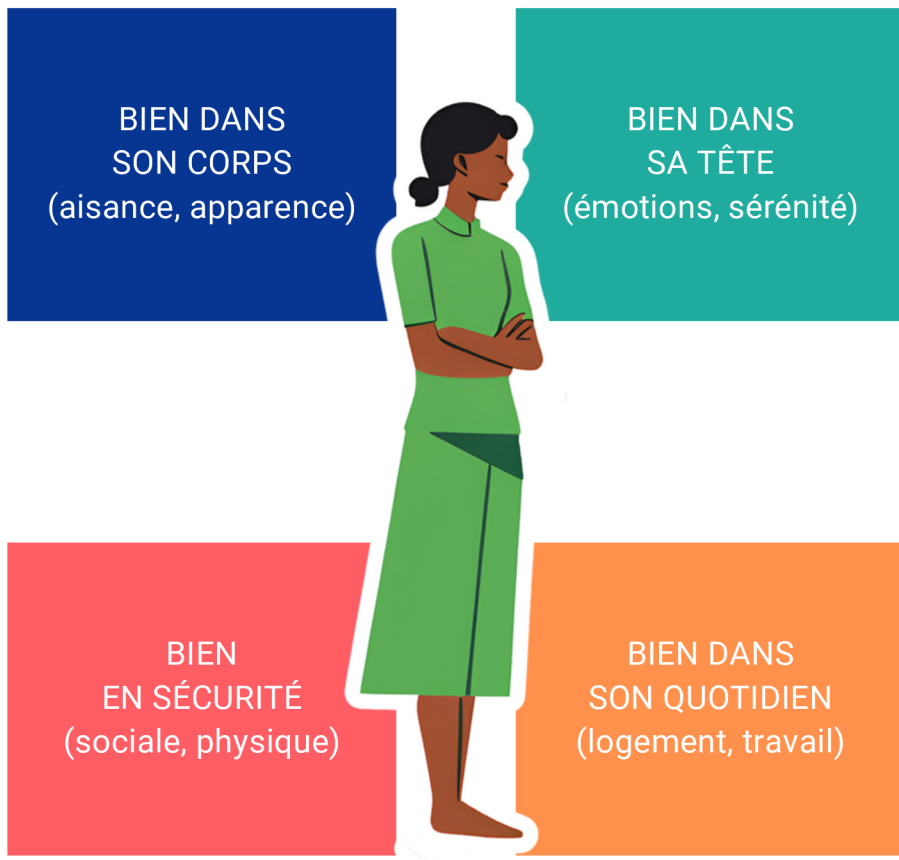 BIEN DANS
SON CORPS
(aisance, apparence)
BIEN DANS
SA TÊTE
(émotions, sérénité)
BIEN
EN SÉCURITÉ
(sociale, physique)
BIEN DANS
SON QUOTIDIEN
(logement, travail)